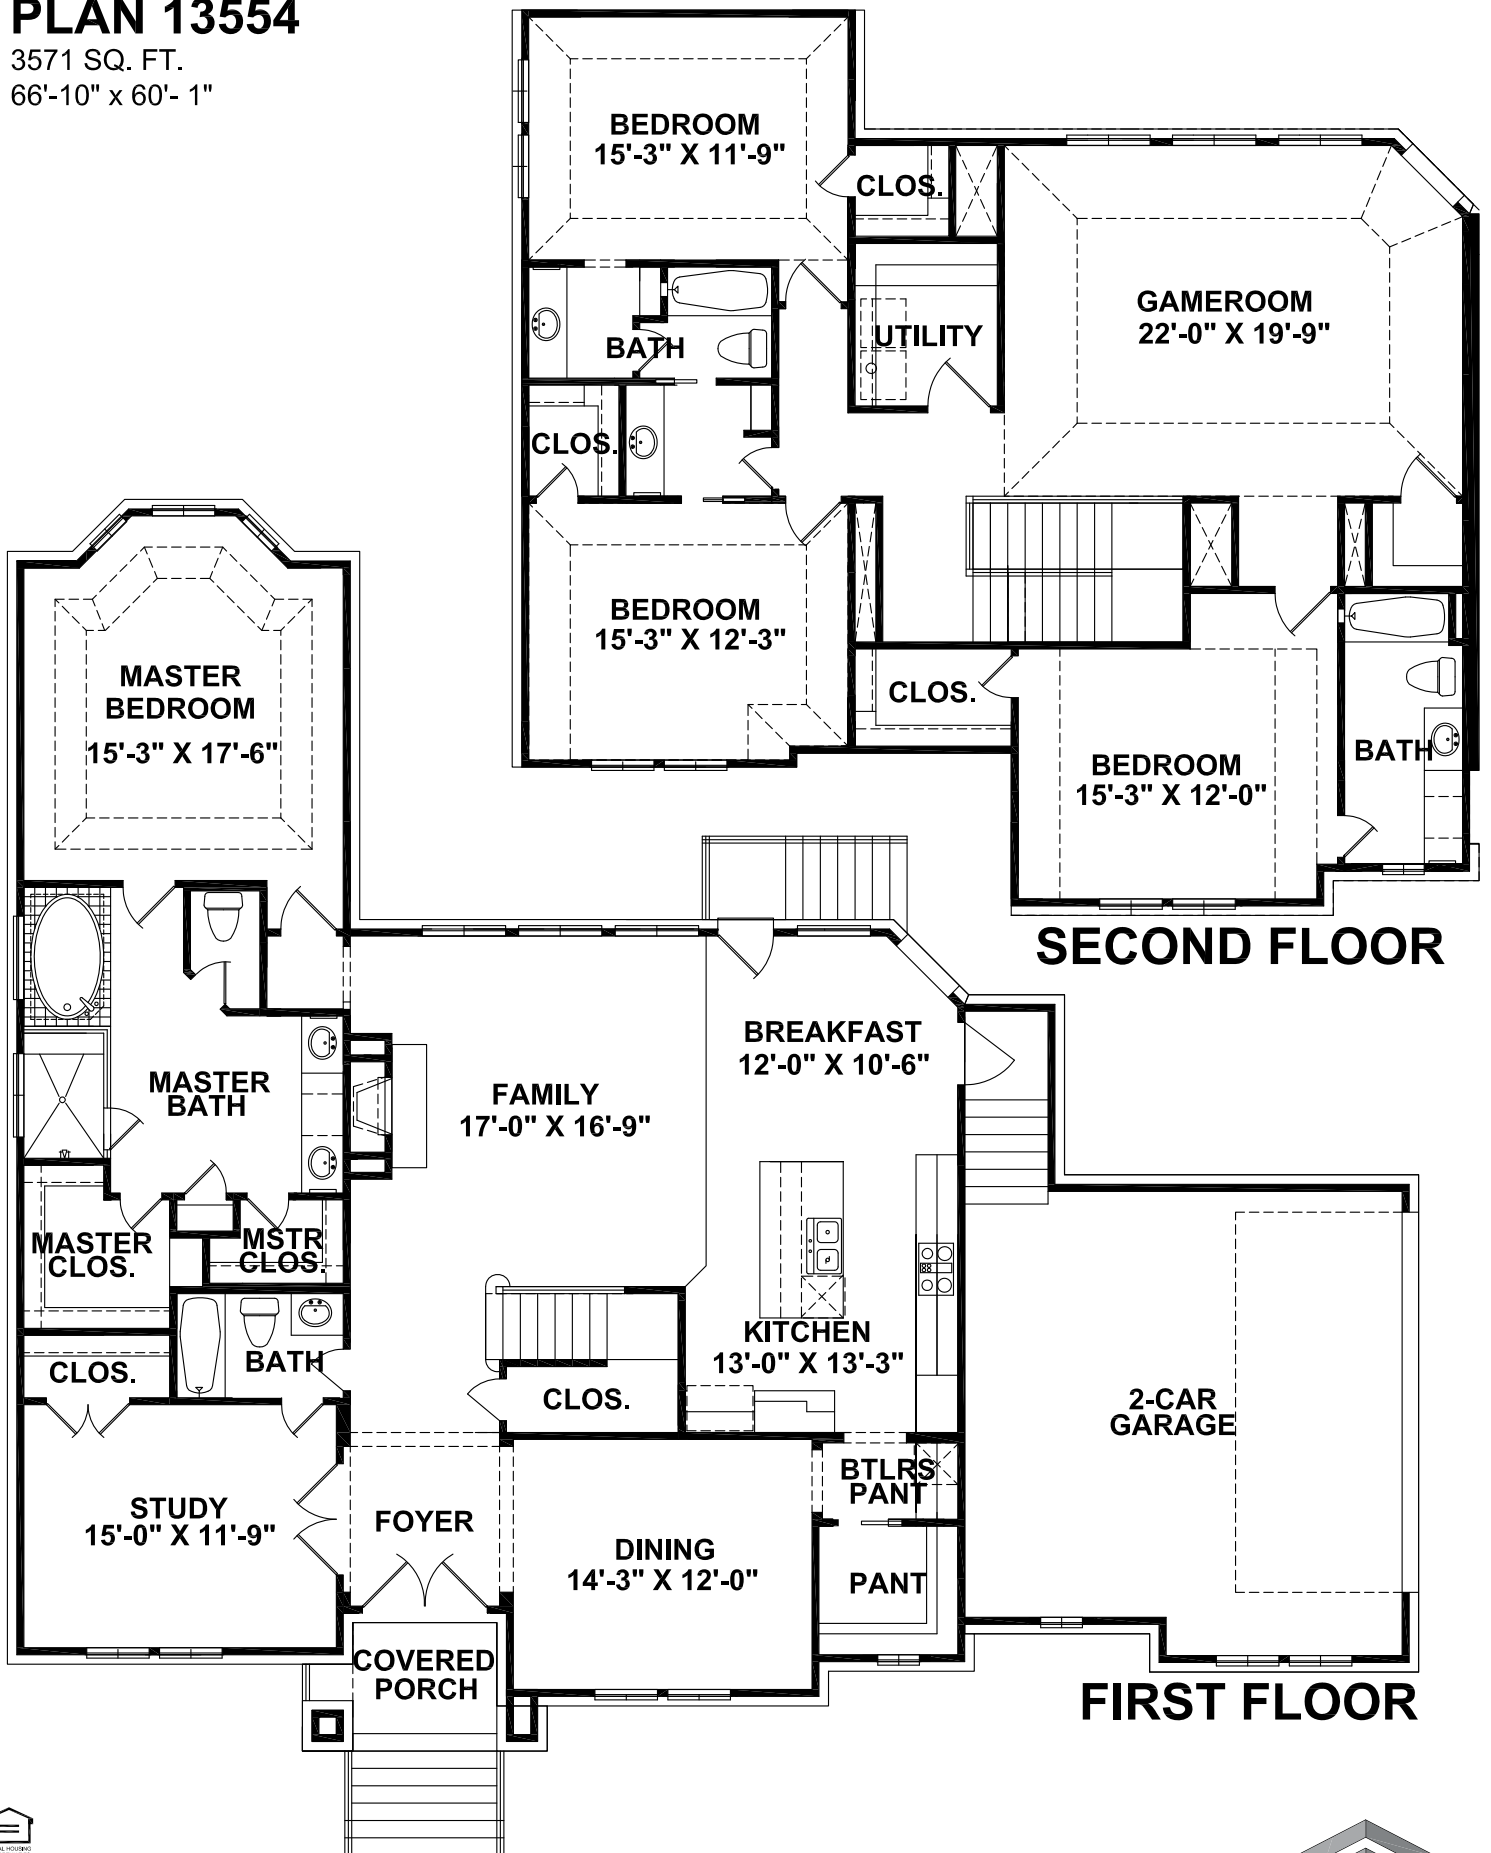 PLAN 13554
3571 SQ. FT.
66'-10" x 60'- 1"
BEDROOM
15'-3" X 11'-9"
CLOS.
GAMEROOM
22'-0" X 19'-9"
UTILITY
BATH
CLOS.
BEDROOM
15'-3" X 12'-3"
CLOS.
BEDROOM
15'-3" X 12'-0"
BATH
SECOND FLOOR
MASTER
BEDROOM
15'-3" X 17'-6"
MASTER
BATH
FAMILY
17'-0" X 16'-9"
BREAKFAST
12'-0" X 10'-6"
MASTER
CLOS.
MSTR
CLOS.
KITCHEN
13'-0" X 13'-3"
BATH
CLOS.
CLOS.
2-CAR
GARAGE
STUDY
15'-0" X 11'-9"
FOYER
DINING
14'-3" X 12'-0"
BTLRS
PANT
PANT
COVERED
PORCH
FIRST FLOOR